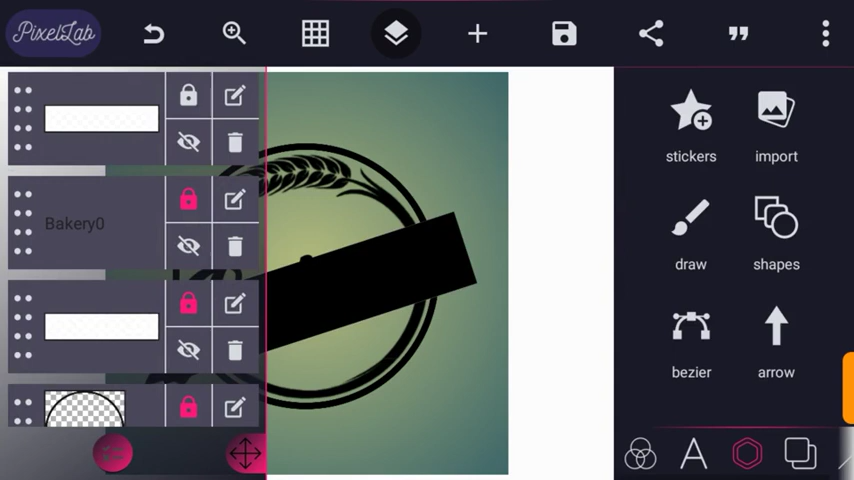 PixelLab
stickers
import
Bakery0
draw
shapes
bezier
arrow